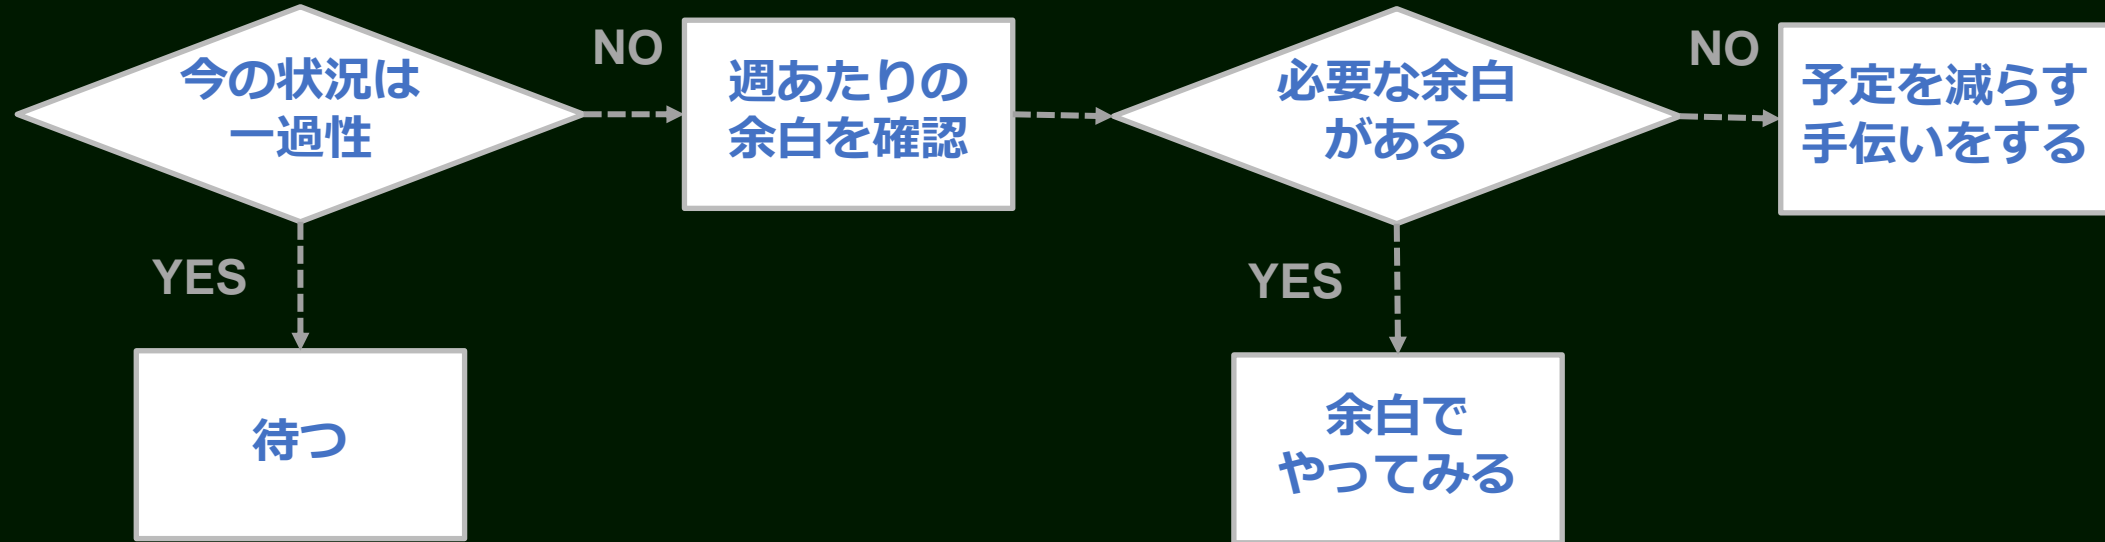 今の状況は
一過性
NO
週あたりの
余白を確認
必要な余白
がある
NO
予定を減らす
手伝いをする
YES
待つ
YES
余白で
やってみる